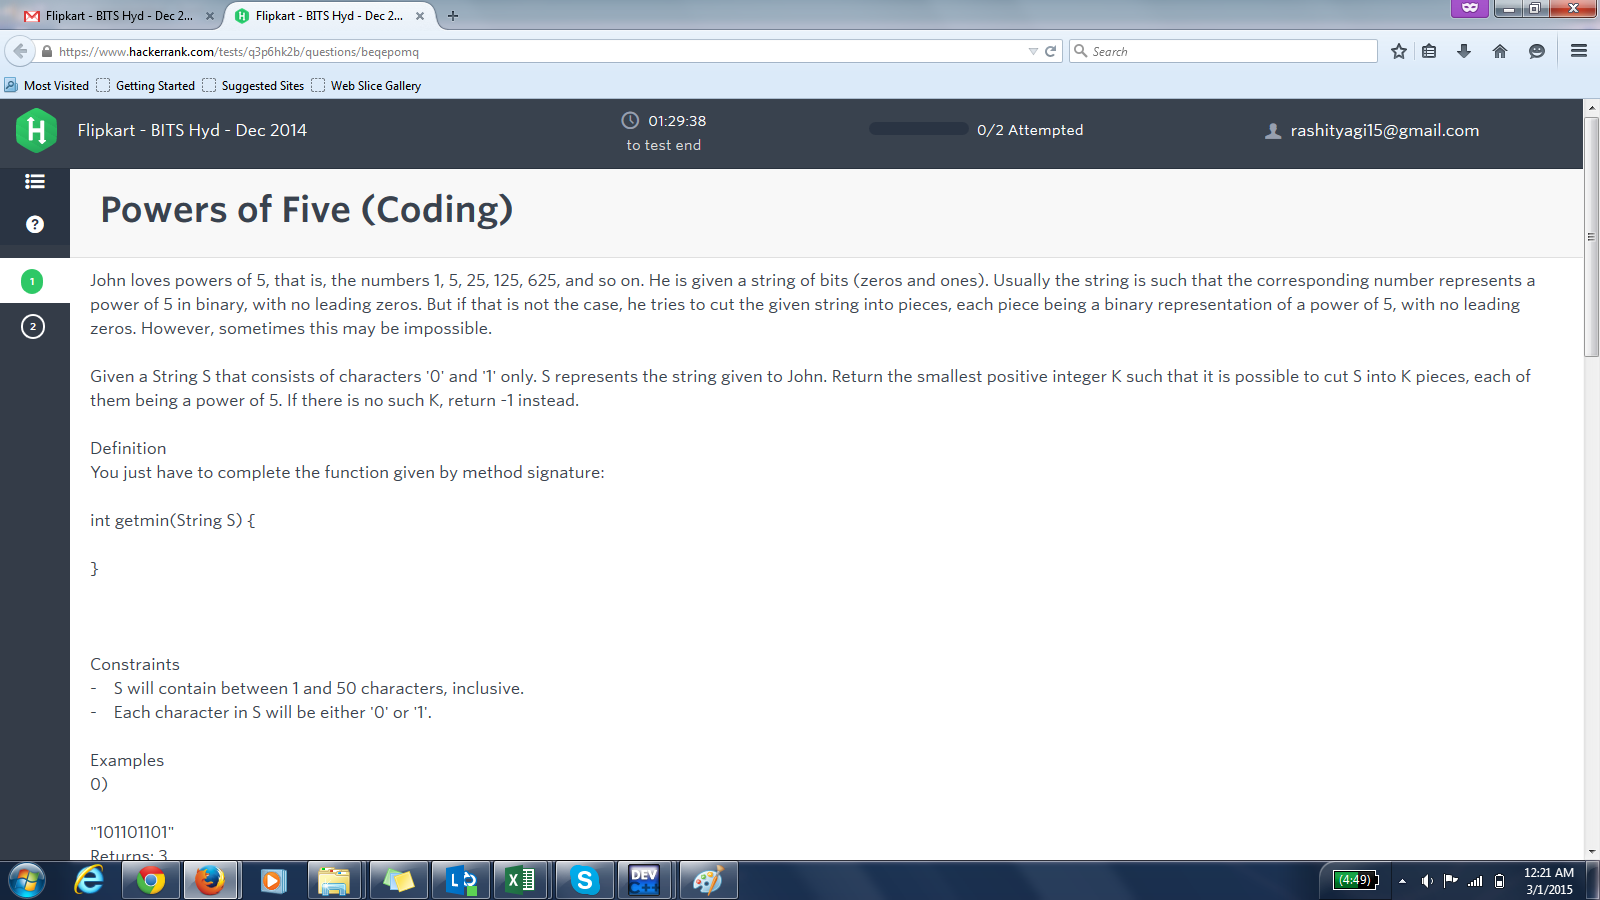 Flipkart - BITS Hyd - Dec 2...
Flipkart - BITS Hyd - Dec 2...
https://www.hackerrank.com/tests/q3p6hk2b/questions/beqepomq
Search
Most Visited Getting Started Suggested Sites Web Slice Gallery
Flipkart - BITS Hyd - Dec 2014
01:29:38
to test end
0/2 Attempted
rashityagi15@gmail.com
?
1
2
Powers of Five (Coding)
John loves powers of 5, that is, the numbers 1, 5, 25, 125, 625, and so on. He is given a string of bits (zeros and ones). Usually the string is such that the corresponding number represents a
power of 5 in binary, with no leading zeros. But if that is not the case, he tries to cut the given string into pieces, each piece being a binary representation of a power of 5, with no leading
zeros. However, sometimes this may be impossible.
Given a String S that consists of characters '0' and '1' only. S represents the string given to John. Return the smallest positive integer K such that it is possible to cut S into K pieces, each of
them being a power of 5. If there is no such K, return -1 instead.
Definition
You just have to complete the function given by method signature:
int getmin(String S) {
}
Constraints
- S will contain between 1 and 50 characters, inclusive.
- Each character in S will be either '0' or '1'.
Examples
0)
"101101101"
Returns: 3
DEV
C++
(4:49)
12:21 AM
3/1/2015